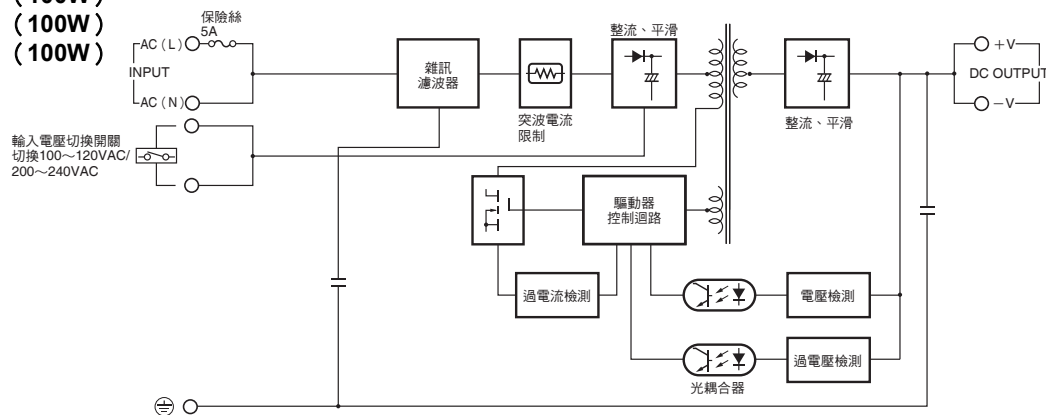 (100W)
(100W)
(100W)
保險絲
5A
AC(L)
INPUT
AC(N)
輸入電壓切換開關
切換100～120VAC/
200～240VAC
雜訊
濾波器
突波電流
限制
整流、平滑
整流、平滑
+V
DC OUTPUT
−V
驅動器
控制迴路
過電流檢測
電壓檢測
過電壓檢測
光耦合器